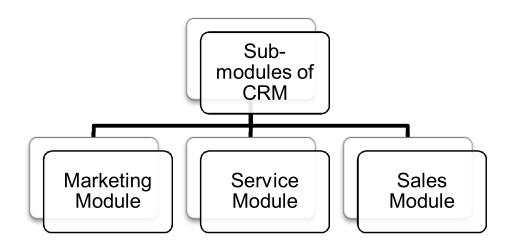 Sub-
modules of
CRM
Marketing
Module
Service
Module
Sales
Module